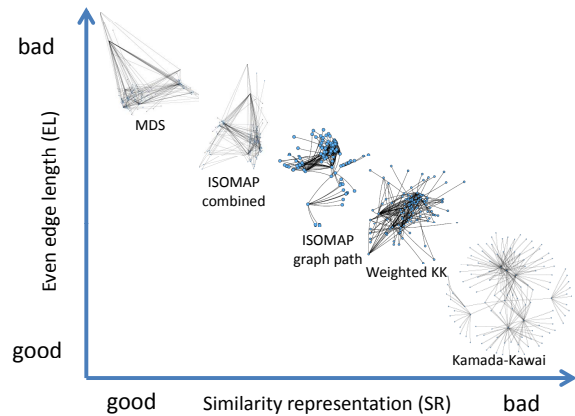 bad
Even edge length (EL)
good
MDS
ISOMAP
combined
ISOMAP
graph path
Weighted KK
Kamada-Kawai
good
Similarity representation (SR)
bad